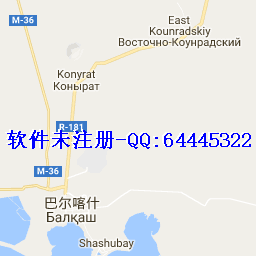 M-36
East
Kounradskiy
Восточно-Коунрадский
Konyrat
Конырат
R-181
软件未注册-QQ:64445322
M-36
巴尔喀什
Балқаш
Shashubay